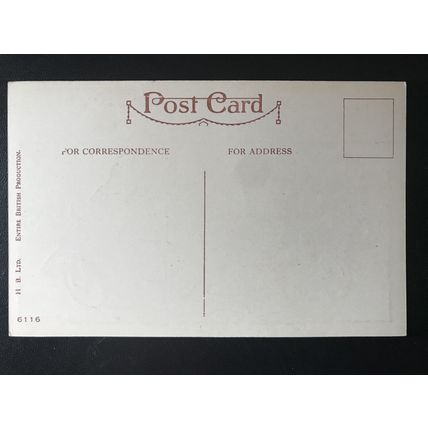 Post Card
FOR CORRESPONDENCE
FOR ADDRESS
H. B. LTD. ENTIRE BRITISH PRODUCTION.
6116